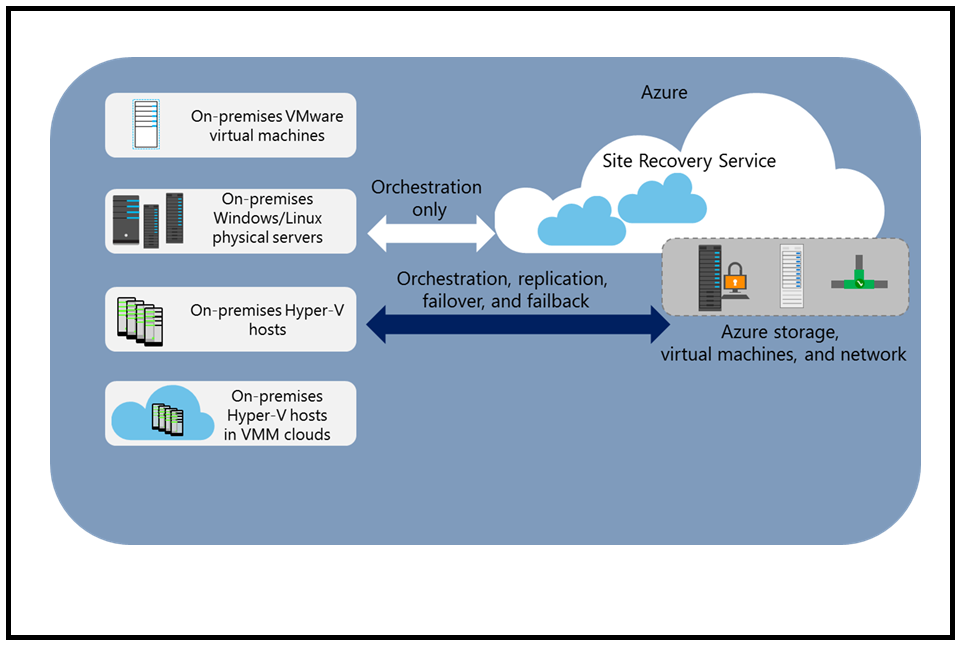 On-premises VMware
virtual machines
On-premises
Windows/Linux
physical servers
On-premises Hyper-V
hosts
On-premises
Hyper-V hosts
in VMM clouds
Orchestration
only
Orchestration, replication,
failover, and failback
Azure
Site Recovery Service
Azure storage,
virtual machines, and network